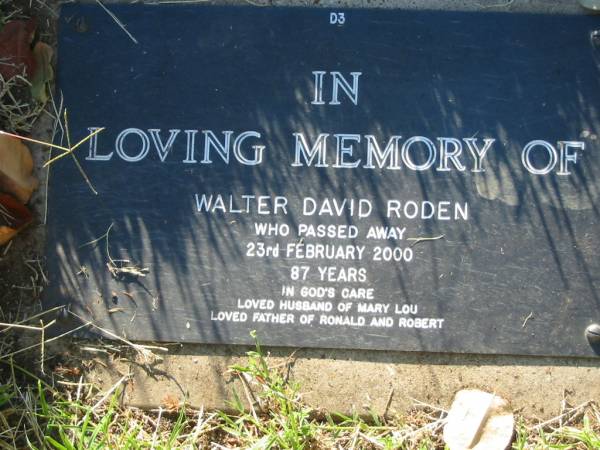 D3
IN
LOVING MEMORY OF
WALTER DAVID RODEN
WHO PASSED AWAY
23rd FEBRUARY 2000
87 YEARS
IN GOD'S CARE
LOVED HUSBAND OF MARY LOU
LOVED FATHER OF RONALD AND ROBERT